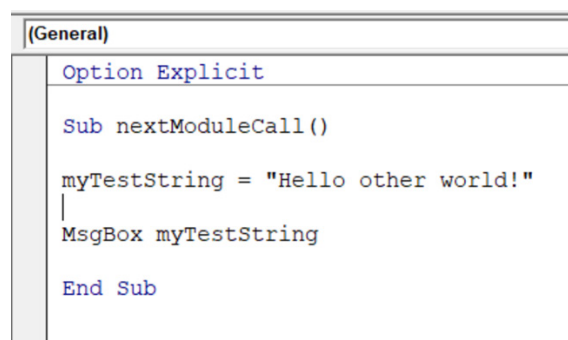 (General)
Option Explicit
Sub nextModuleCall()
myTestString = "Hello other world!"
MsgBox myTestString
End Sub